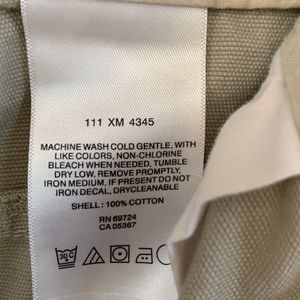 111 XM 4345
MACHINE WASH COLD GENTLE, WITH
LIKE COLORS, NON-CHLORINE
BLEACH WHEN NEEDED, TUMBLE
DRY LOW, REMOVE PROMPTLY,
IRON MEDIUM. IF PRESENT DO NOT
IRON DECAL, DRYCLEANABLE
SHELL: 100% COTTON
RN 69724
CA 05367
30C